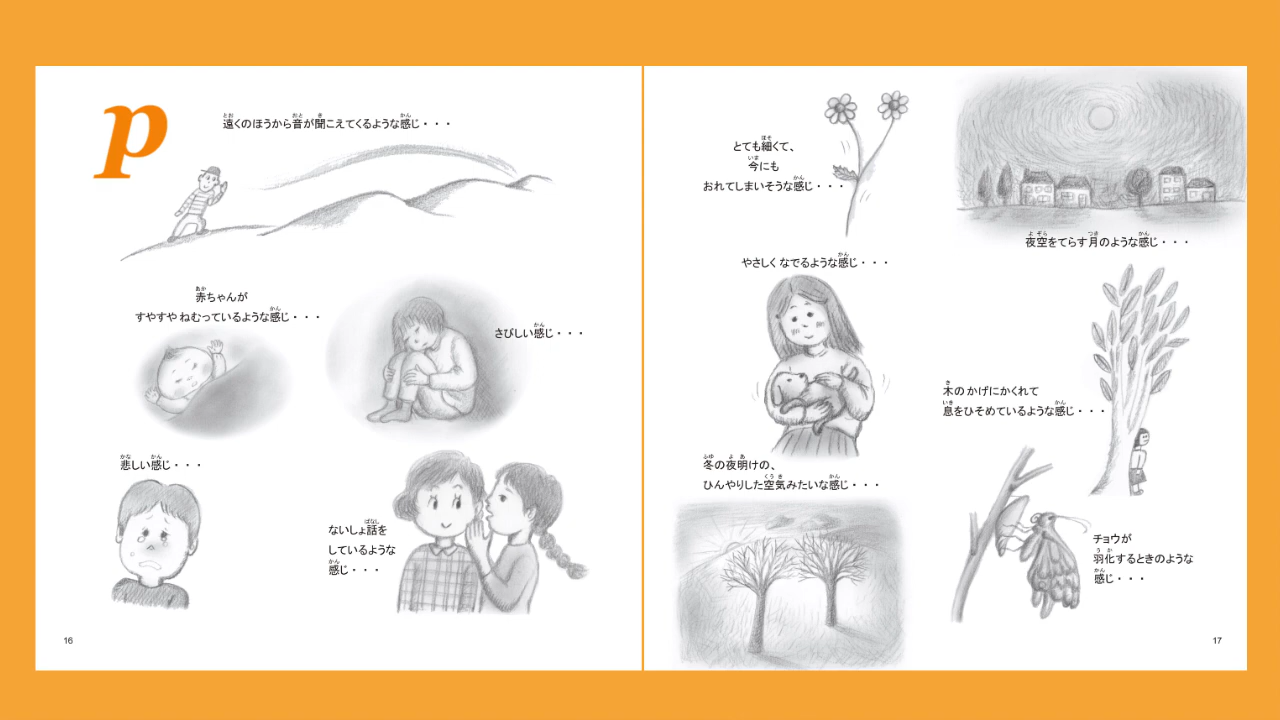 p
遠くのほうから音が聞こえてくるような感じ・・・
赤ちゃんが
すやすや ねむっているような感じ・・・
さびしい感じ・・・
悲しい感じ・・・
ないしょ話を
しているような
感じ・・・
16
とても細くて、
今にも
おれてしまいそうな感じ・・・
夜空をてらす月のような感じ・・・
やさしく なでるような感じ・・・
木の かげにかくれて
息をひそめているような感じ・・・
冬の夜明けの、
ひんやりした空気みたいな感じ・・・
チョウが
羽化するときのような
感じ・・・
17